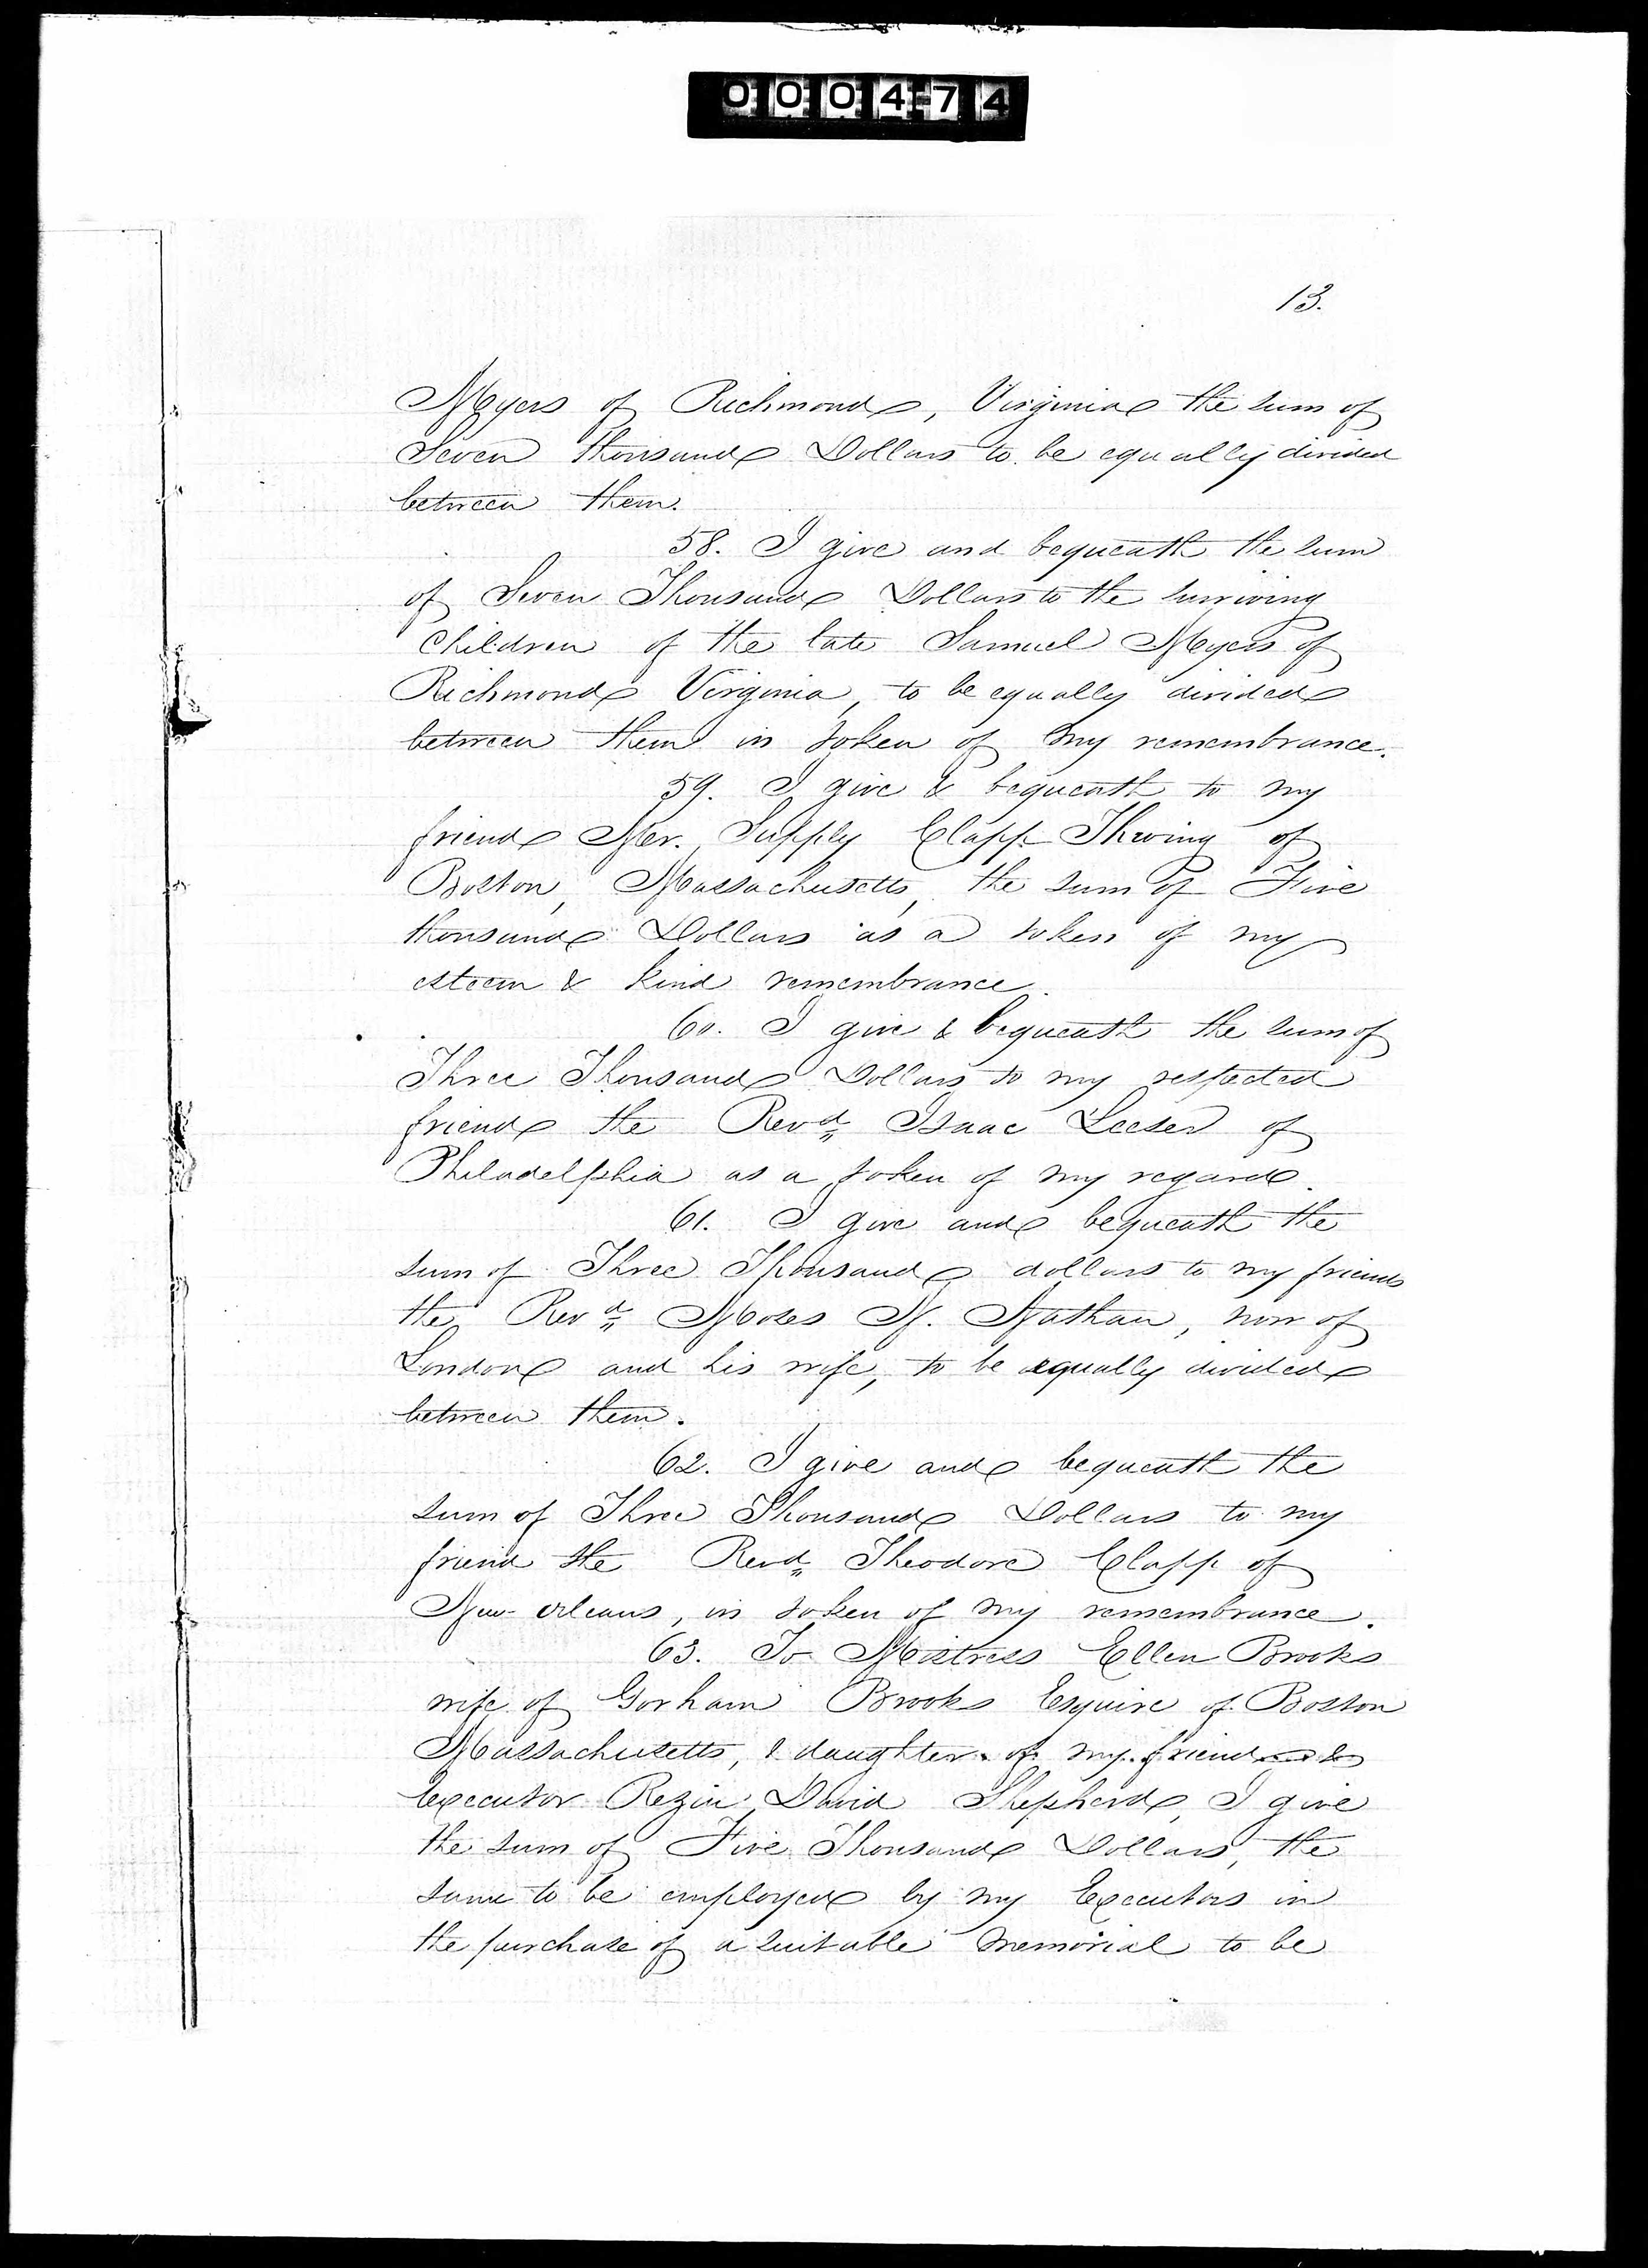 000474
13.
Myers of Richmond, Virginia the sum of
Seven thousand Dollars to be equally divided
between them.
58. I give and bequeath the sum
of Seven Thousand Dollars to the surviving
Children of the late Samuel Myers of
Richmond Virginia, to be equally divided
between them in token of my remembrance.
59. I give & bequeath to my
friend Mr. Supply Clapp Thwing of
Boston, Massachusetts, the sum of Five
thousand Dollars as a token of my
esteem & kind remembrance.
60. I give & bequeath the sum of
Three Thousand Dollars to my respected
friend the Revd. Isaac Leeser of
Philadelphia as a token of my regard.
61. I give and bequeath the
sum of Three Thousand dollars to my friend
the Revd. Moses N. Nathan, now of
London and his wife, to be equally divided
between them.
62. I give and bequeath the
sum of Three Thousand Dollars to my
friend the Revd. Theodore Clapp of
New Orleans, in token of my remembrance.
63. To Mistress Ellen Brooks
wife of Gorham Brooks Esquire of Boston
Massachusetts, & daughter of my friend &
Executor Rezin David Shepherd, I give
the sum of Five Thousand Dollars, the
same to be employed by my Executors in
the purchase of a suitable memorial to be